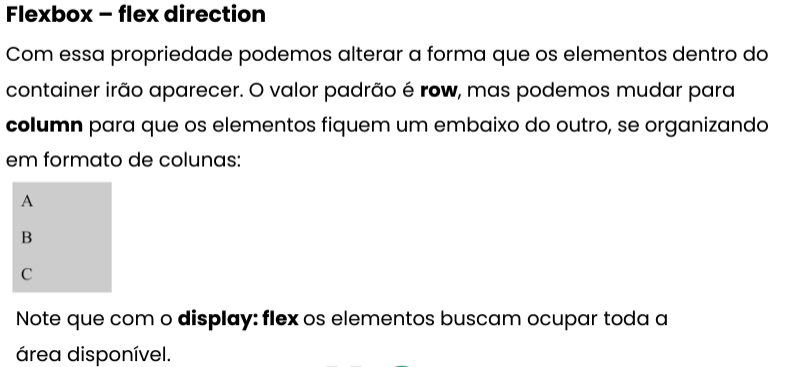 Flexbox – flex direction
Com essa propriedade podemos alterar a forma que os elementos dentro do
container irão aparecer. O valor padrão é row, mas podemos mudar para
column para que os elementos fiquem um embaixo do outro, se organizando
em formato de colunas:
A
B
C
Note que com o display: flex os elementos buscam ocupar toda a
área disponível.